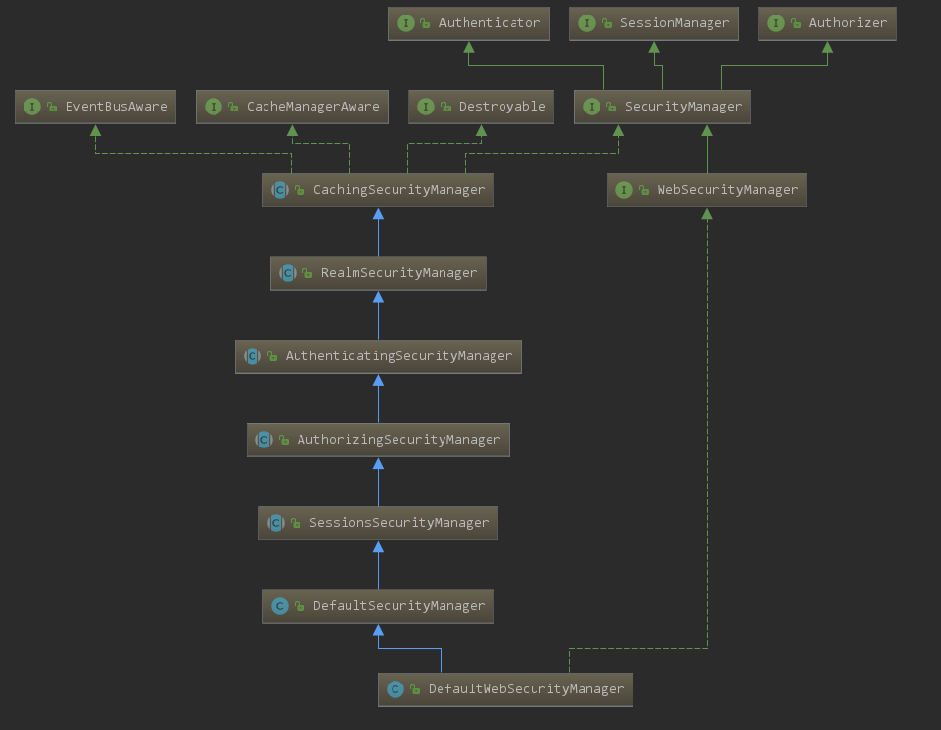 I Authenticator
I SessionManager
I Authorizer
I EventBusAware
I CacheManagerAware
I Destroyable
I SecurityManager
C CachingSecurityManager
I WebSecurityManager
C RealmSecurityManager
C AuthenticatingSecurityManager
C AuthorizingSecurityManager
C SessionsSecurityManager
C DefaultSecurityManager
C DefaultWebSecurityManager